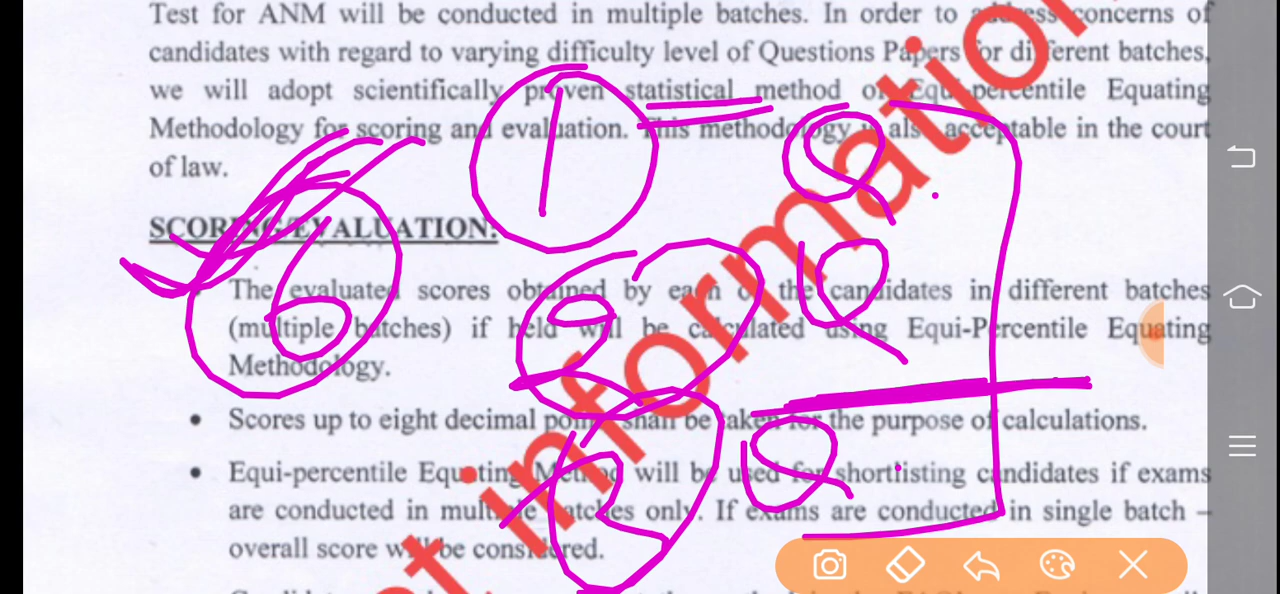 Test for ANM will be conducted in multiple batches. In order to address concerns of
candidates with regard to varying difficulty level of Questions Papers for different batches,
we will adopt scientifically proven statistical method of Equi-percentile Equating
Methodology for scoring and evaluation. This methodology is also acceptable in the court
of law.
SCORING/EVALUATION:
The evaluated scores obtained by each of the candidates in different batches
(multiple batches) if held will be calculated using Equi-Percentile Equating
Methodology.
• Scores up to eight decimal points shall be taken for the purpose of calculations.
• Equi-percentile Equating Method will be used for shortlisting candidates if exams
are conducted in multiple batches only. If exams are conducted in single batch –
overall score will be considered.
information